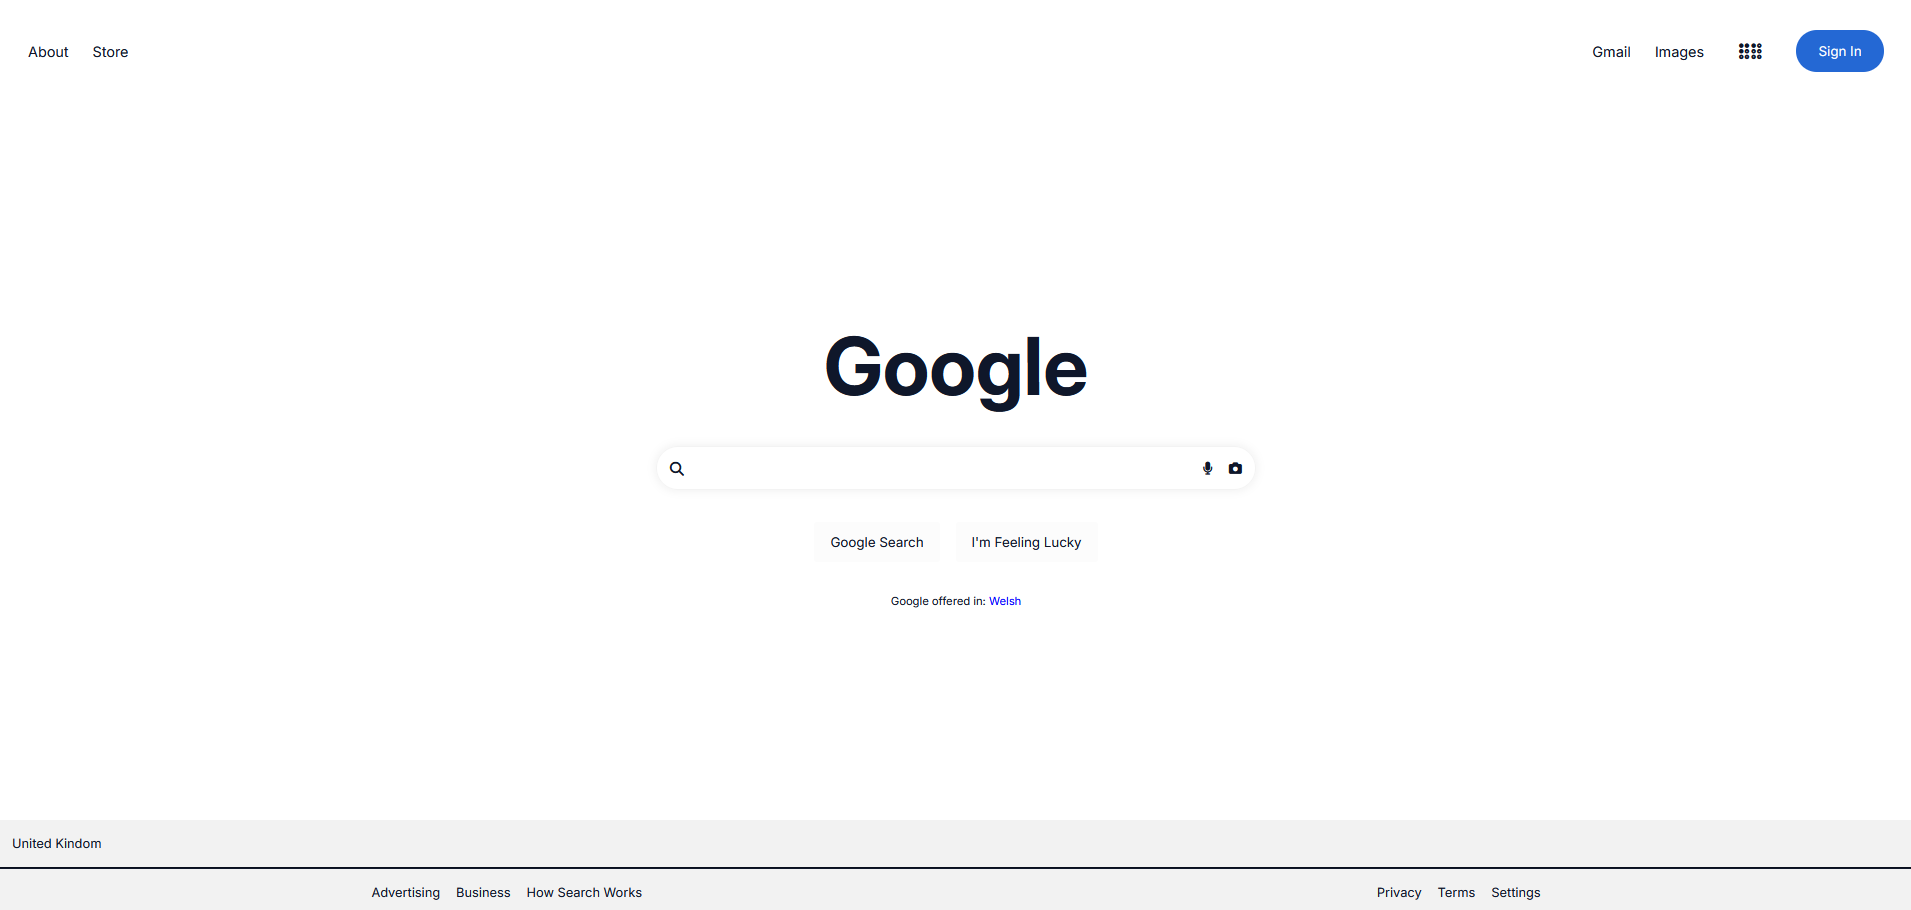 About Store Gmail Images Sign In
Google
Google Search I'm Feeling Lucky
Google offered in: Welsh
United Kindom
Advertising Business How Search Works Privacy Terms Settings